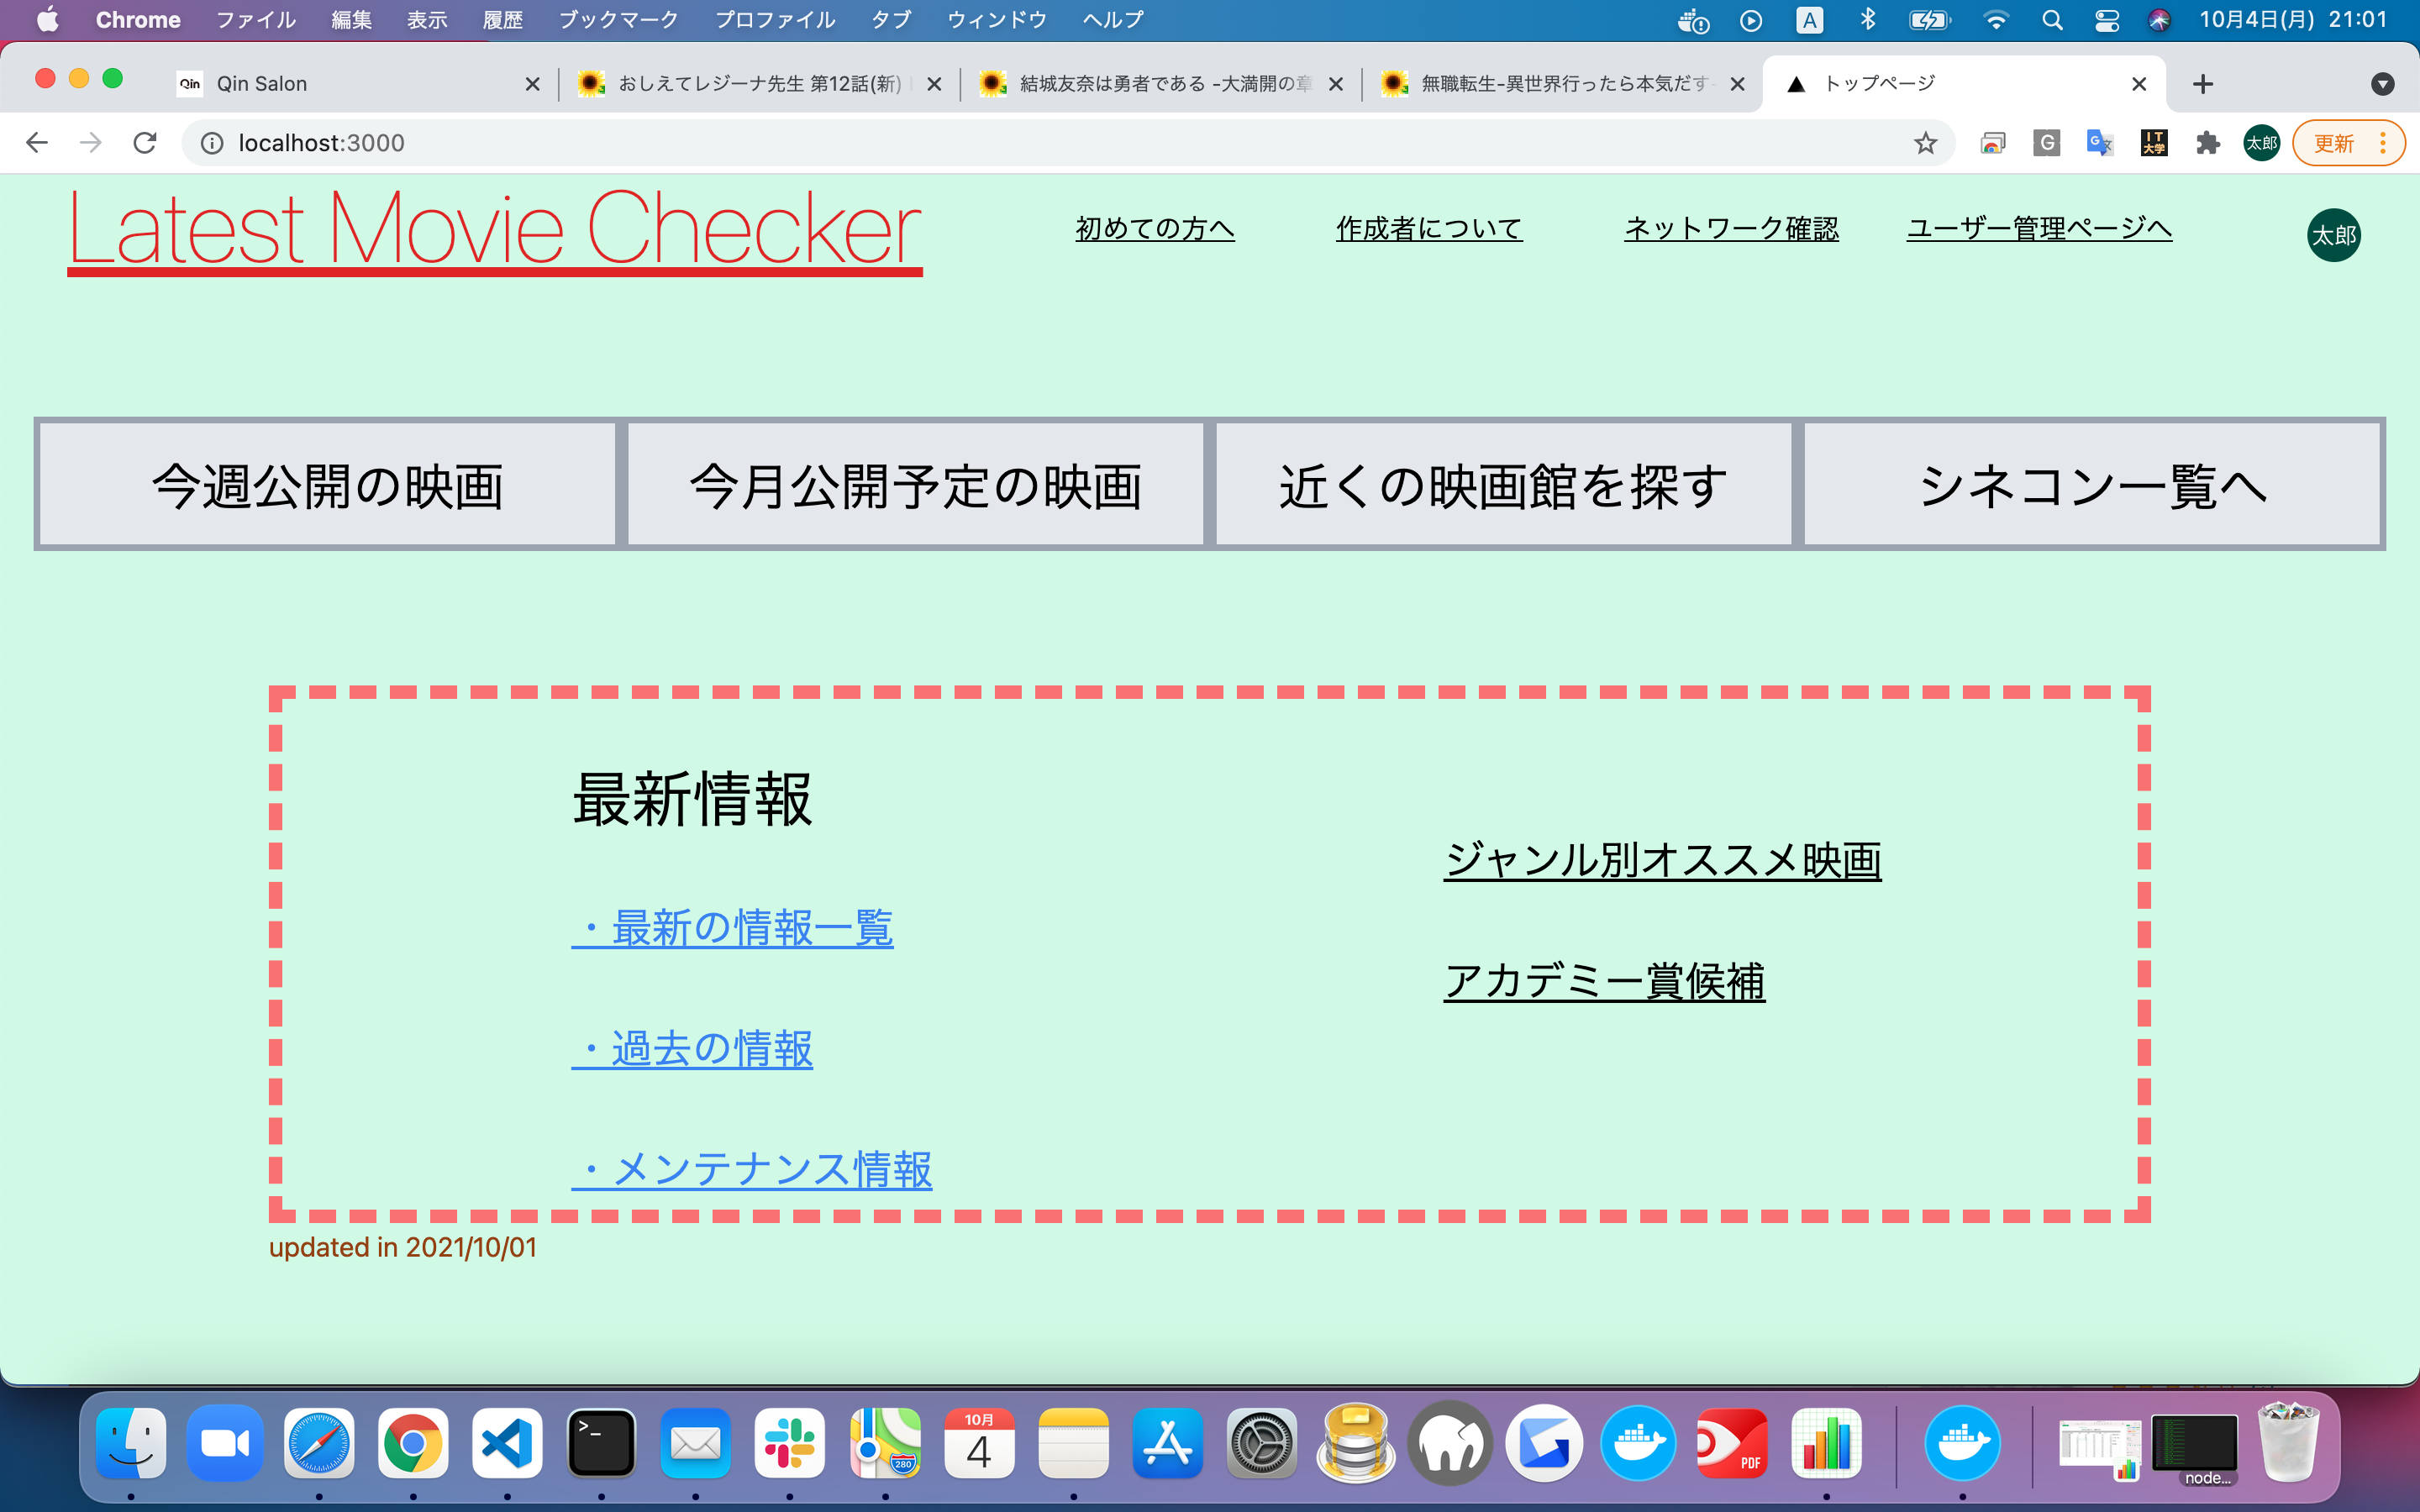 Chrome ファイル 編集 表示 履歴 ブックマーク プロファイル タブ ウィンドウ ヘルプ A 10月4日(月) 21:01
Qin Qin Salon おしえてレジーナ先生 第12話(新) 結城友奈は勇者である -大満開の章 無職転生-異世界行ったら本気だす- トップページ
localhost:3000 G G 文 IT 大学 太郎 更新
Latest Movie Checker 初めての方へ 作成者について ネットワーク確認 ユーザー管理ページへ 太郎
今週公開の映画 今月公開予定の映画 近くの映画館を探す シネコン一覧へ
最新情報
ジャンル別オススメ映画
・最新の情報一覧
アカデミー賞候補
・過去の情報
・メンテナンス情報
updated in 2021/10/01
>_ 10月 4 280 PDF node...